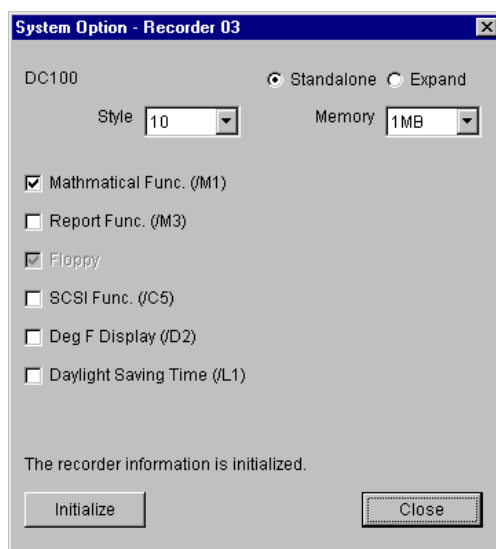 System Option - Recorder 03
DC100 Standalone Expand
Style 10 Memory 1MB
Mathmatical Func. (/M1)
Report Func. (/M3)
Floppy
SCSI Func. (/C5)
Deg F Display (/D2)
Daylight Saving Time (/L1)
The recorder information is initialized.
Initialize Close